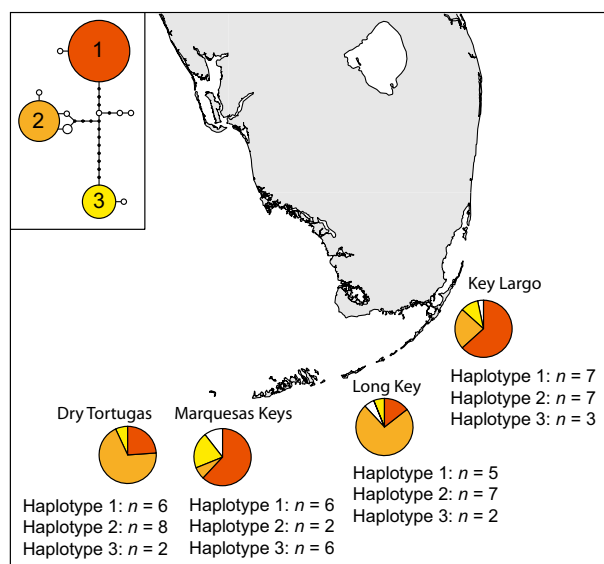 1
2
3
Key Largo
Haplotype 1: n = 7
Haplotype 2: n = 7
Haplotype 3: n = 3
Long Key
Haplotype 1: n = 5
Haplotype 2: n = 7
Haplotype 3: n = 2
Dry Tortugas
Haplotype 1: n = 6
Haplotype 2: n = 8
Haplotype 3: n = 2
Marquesas Keys
Haplotype 1: n = 6
Haplotype 2: n = 2
Haplotype 3: n = 6